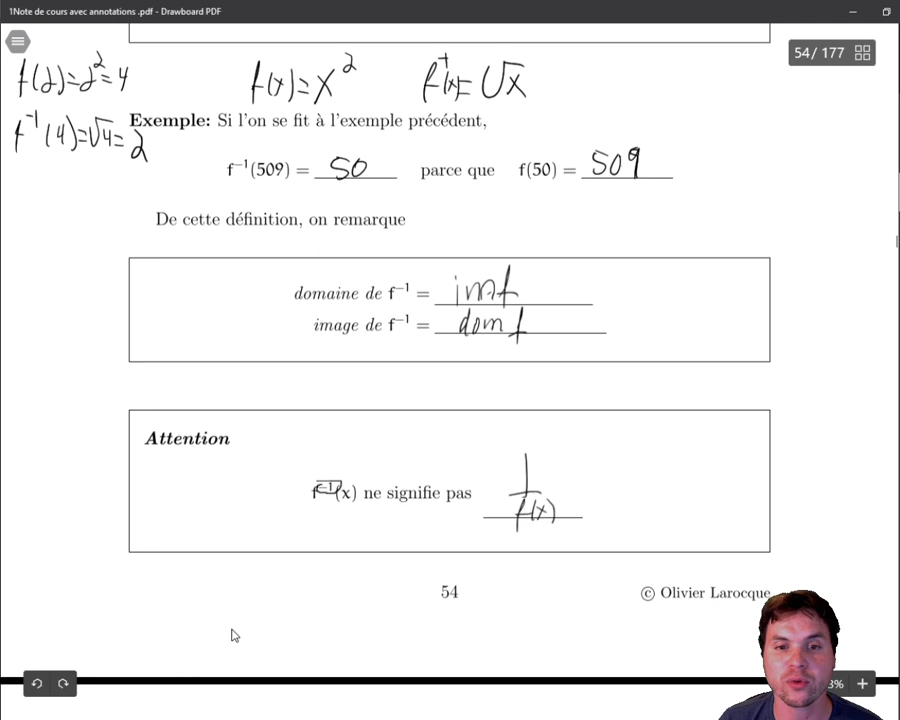 1Note de cours avec annotations .pdf - Drawboard PDF
54 / 177
f(2)=2²=4
f(x)=x²
f⁻¹(x)=√x
f⁻¹(4)=√4=2
Exemple: Si l'on se fit à l'exemple précédent,
f⁻¹(509) = 50 parce que f(50) = 509
De cette définition, on remarque
domaine de f⁻¹ = imf
image de f⁻¹ = dom f
Attention
f⁻¹(x) ne signifie pas 1/f(x)
54
© Olivier Larocque
3%